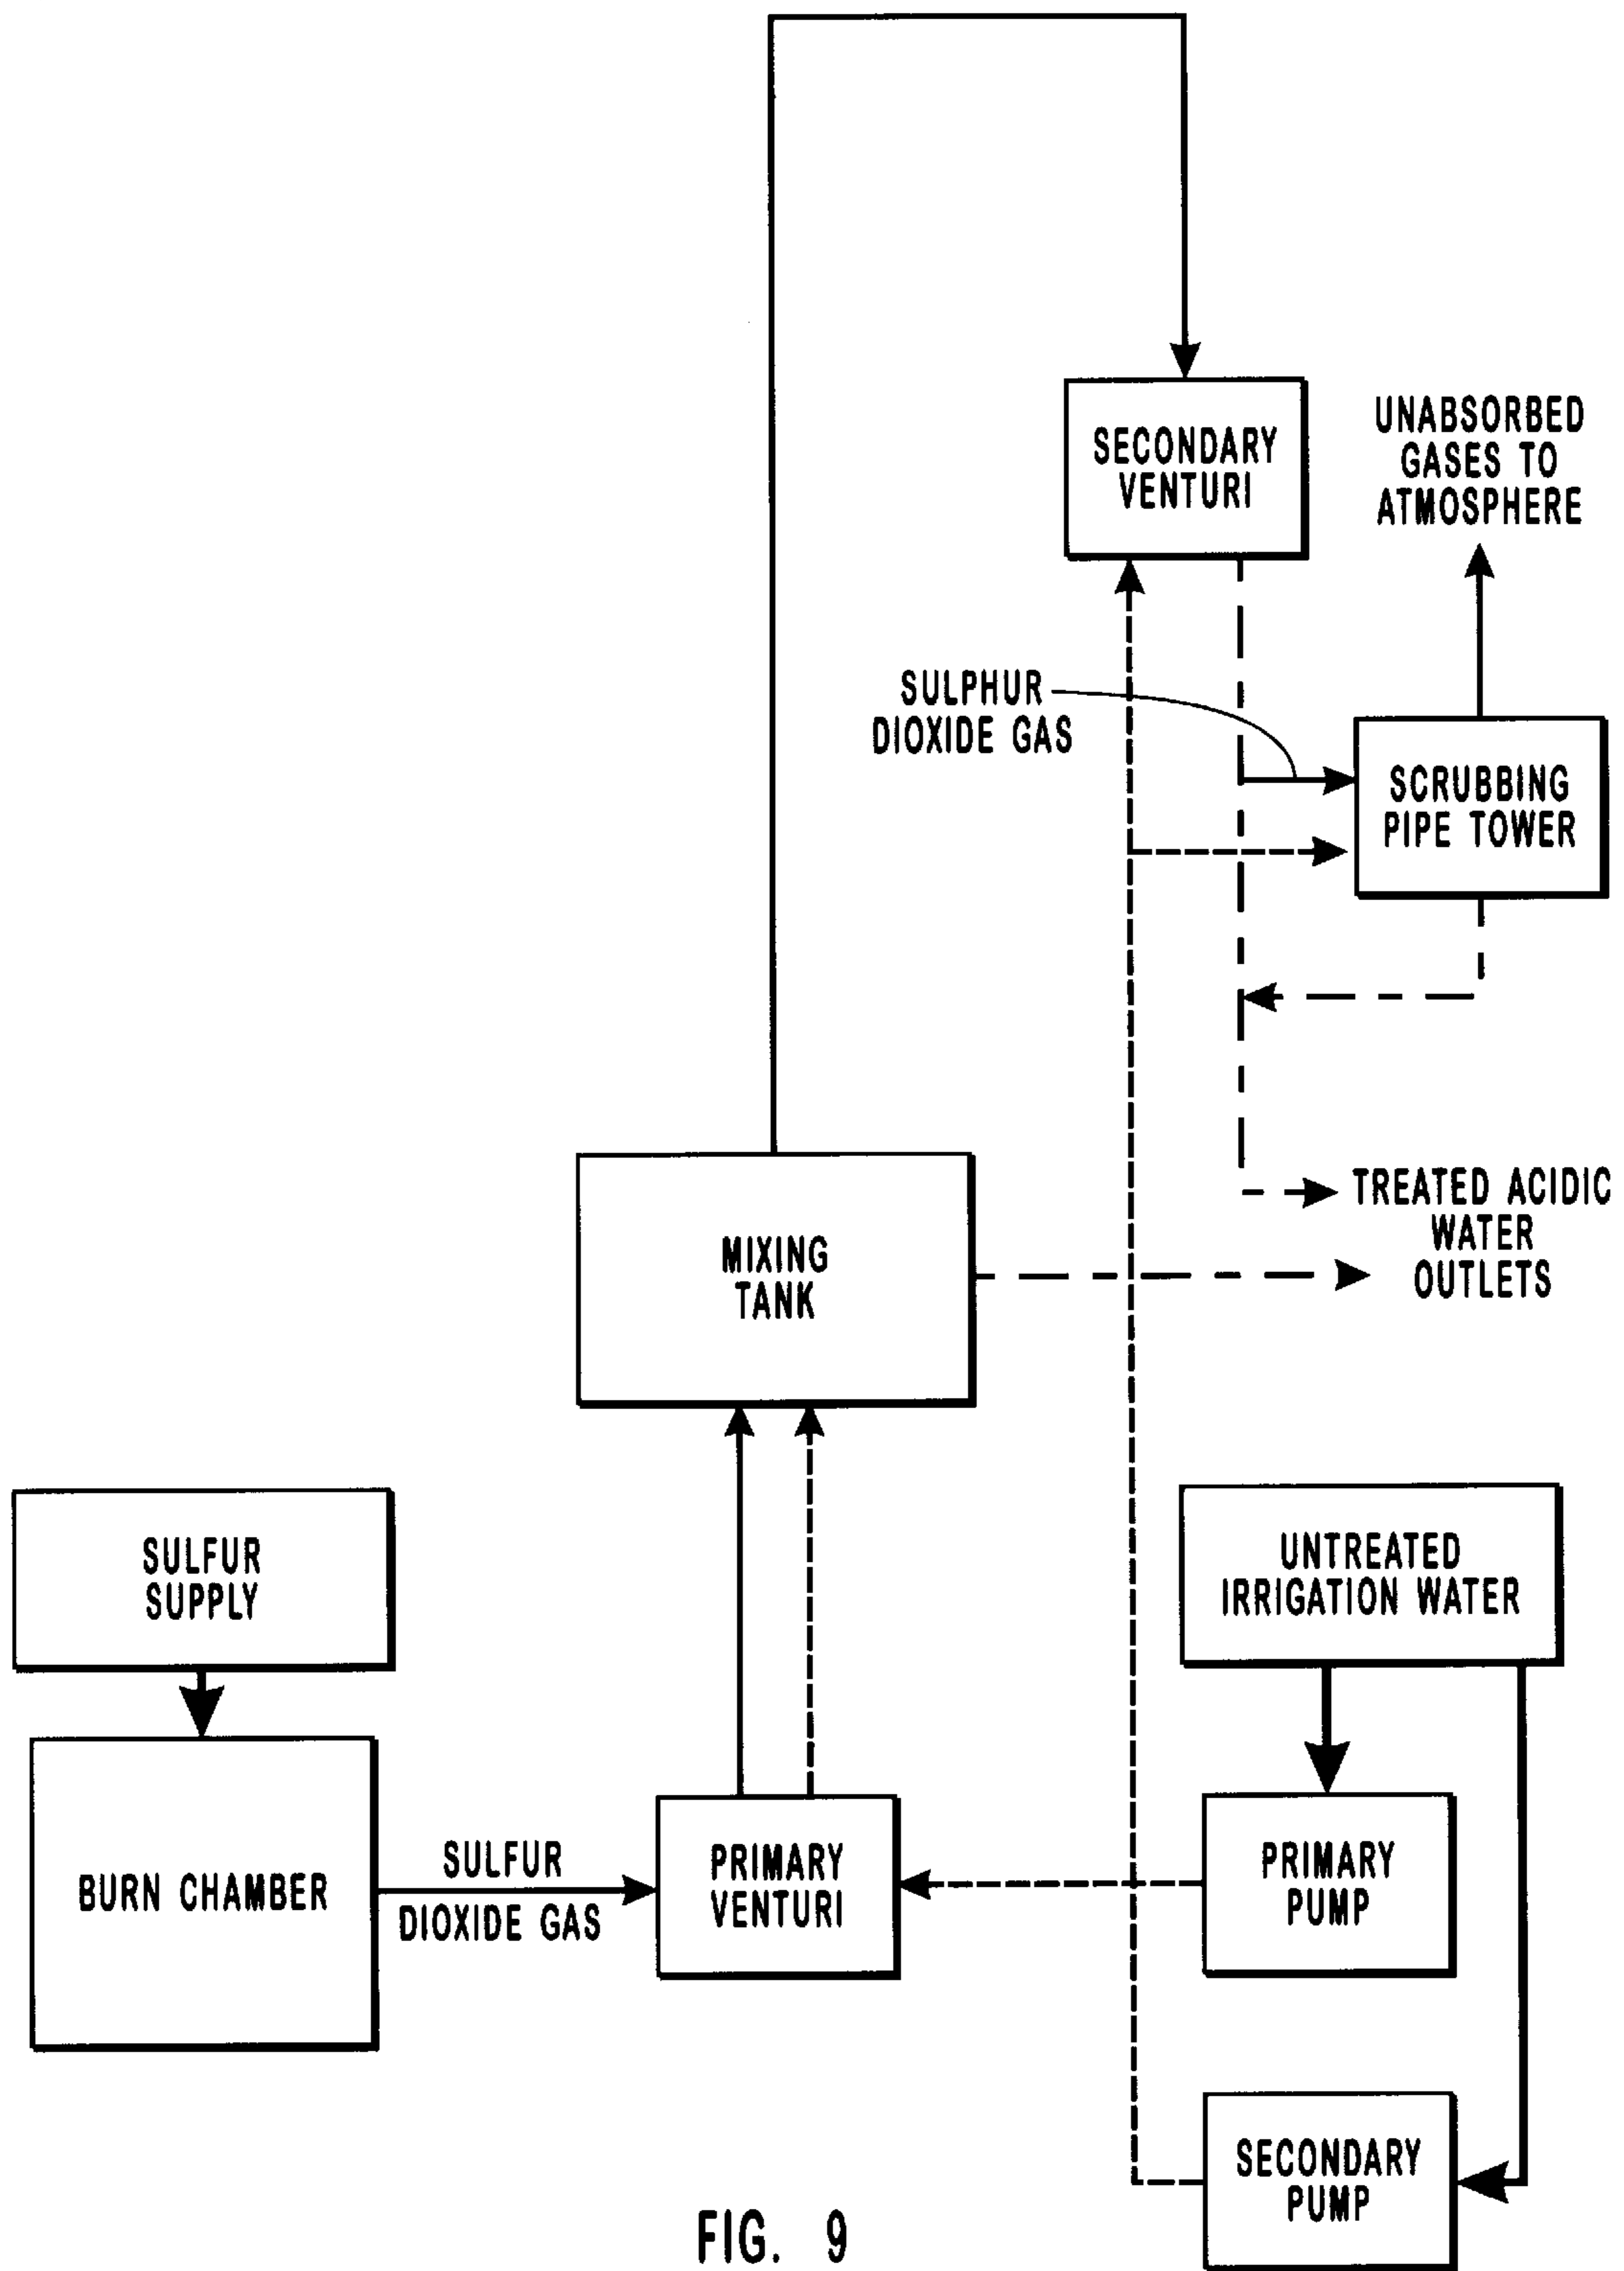 SECONDARY
VENTURI
UNABSORBED
GASES TO
ATMOSPHERE
SULPHUR
DIOXIDE GAS
SCRUBBING
PIPE TOWER
TREATED ACIDIC
WATER
OUTLETS
MIXING
TANK
SULFUR
SUPPLY
UNTREATED
IRRIGATION WATER
BURN CHAMBER
SULFUR
DIOXIDE GAS
PRIMARY
VENTURI
PRIMARY
PUMP
SECONDARY
PUMP
FIG. 9